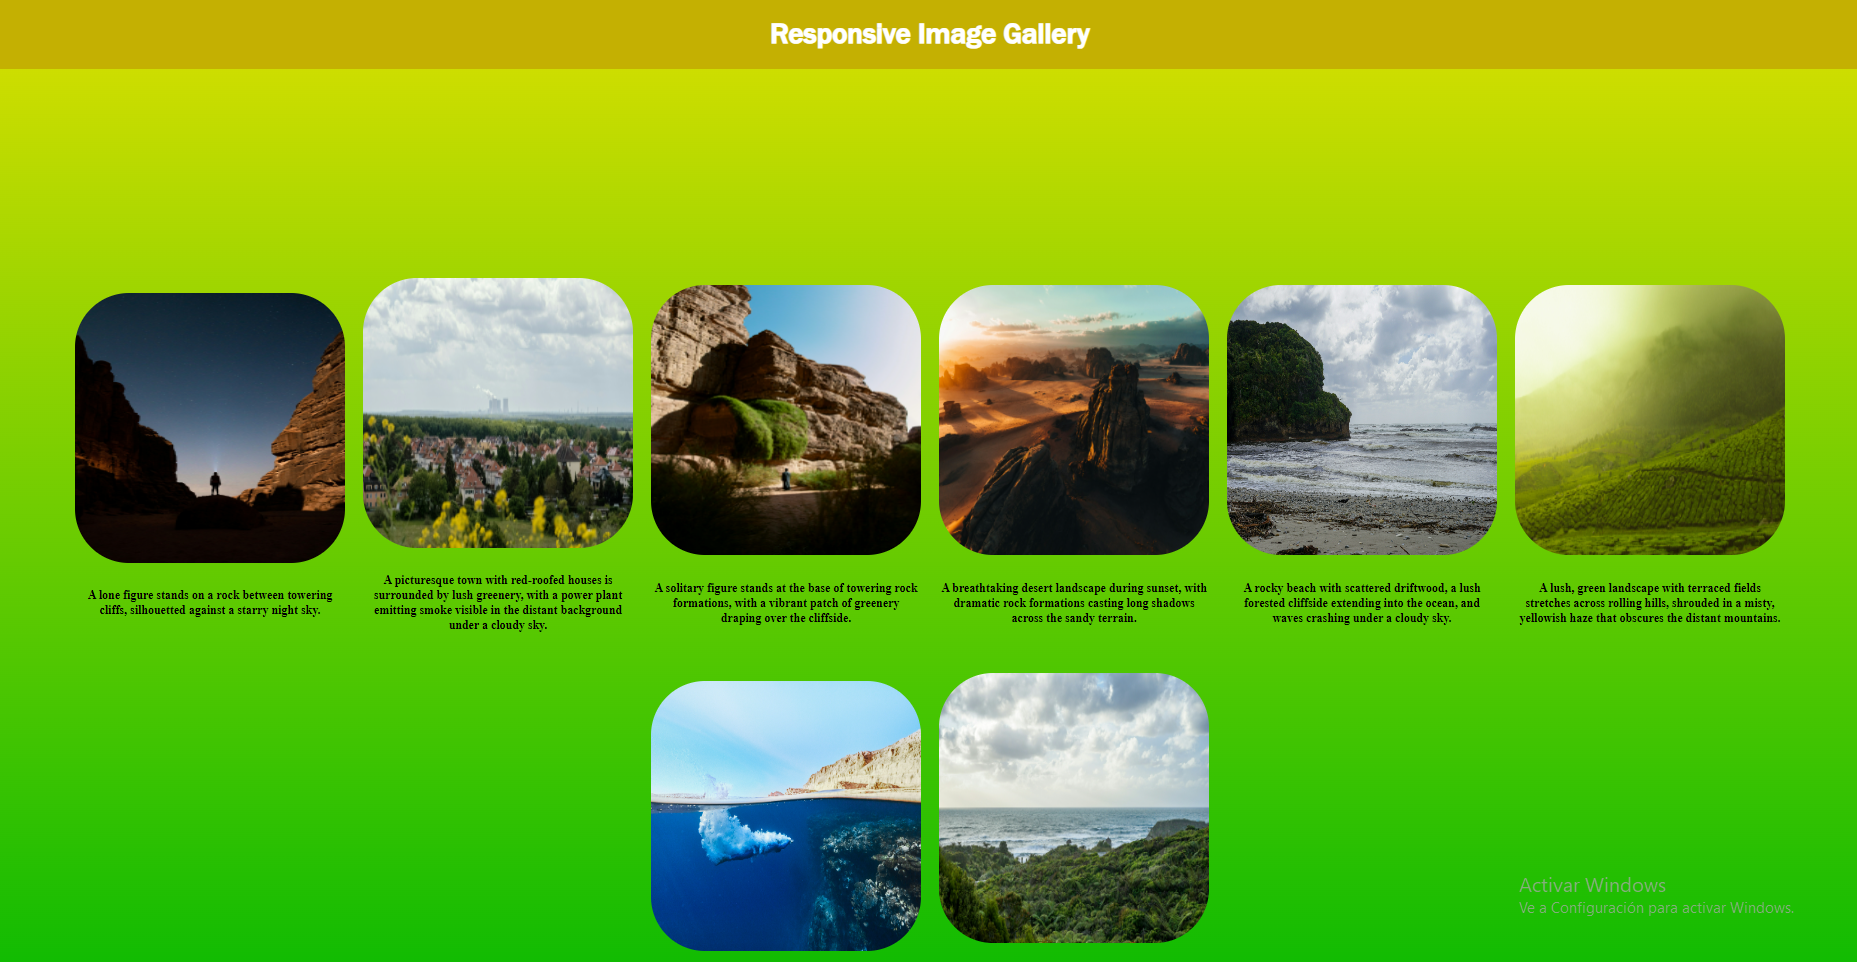 Responsive Image Gallery
A lone figure stands on a rock between towering
cliffs, silhouetted against a starry night sky.
A picturesque town with red-roofed houses is
surrounded by lush greenery, with a power plant
emitting smoke visible in the distant background
under a cloudy sky.
A solitary figure stands at the base of towering rock
formations, with a vibrant patch of greenery
draping over the cliffside.
A breathtaking desert landscape during sunset, with
dramatic rock formations casting long shadows
across the sandy terrain.
A rocky beach with scattered driftwood, a lush
forested cliffside extending into the ocean, and
waves crashing under a cloudy sky.
A lush, green landscape with terraced fields
stretches across rolling hills, shrouded in a misty,
yellowish haze that obscures the distant mountains.
Activar Windows
Ve a Configuración para activar Windows.